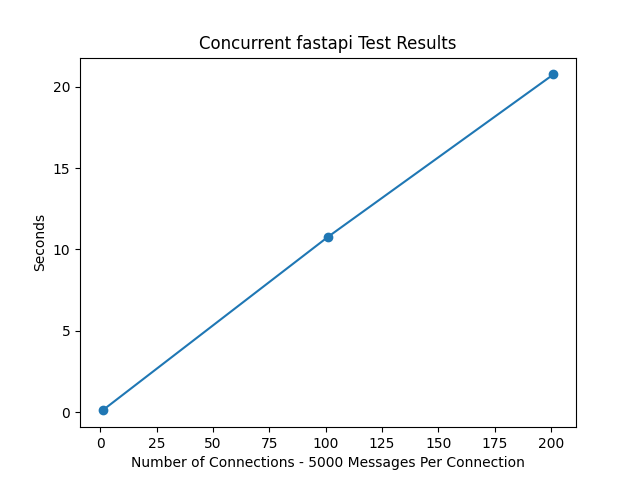 Concurrent fastapi Test Results
20
15
10
5
0
Seconds
0 25 50 75 100 125 150 175 200
Number of Connections - 5000 Messages Per Connection